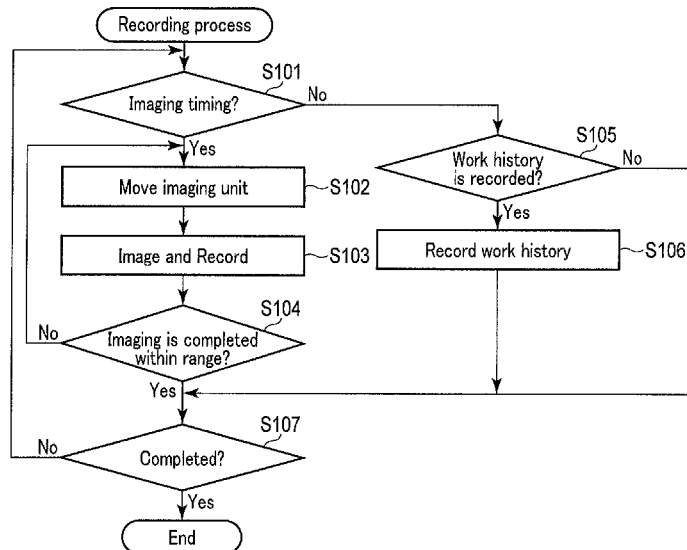 Recording process
S101
Imaging timing?
No
Yes
S105
Work history
is recorded?
No
Yes
Move imaging unit
S102
Image and Record
S103
Record work history
S106
S104
Imaging is completed
within range?
No
Yes
S107
Completed?
No
Yes
End